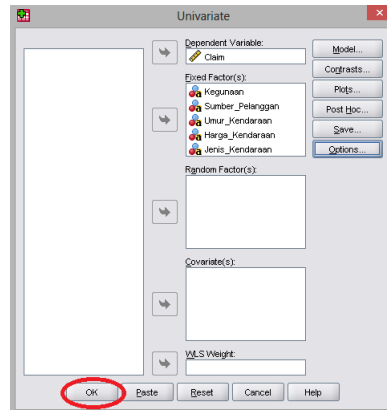 Univariate
Dependent Variable:
Claim
Fixed Factor(s):
Kegunaan
Sumber_Pelanggan
Umur_Kendaraan
Harga_Kendaraan
Jenis_Kendaraan
Random Factor(s):
Covariate(s):
WLS Weight:
Model...
Contrasts...
Plots...
Post Hoc...
Save...
Options...
OK
Paste
Reset
Cancel
Help